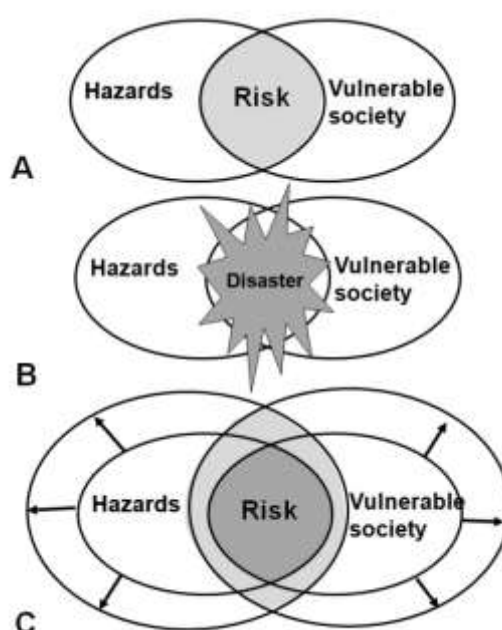 Hazards
Risk
Vulnerable
society
A
Hazards
Disaster
Vulnerable
society
B
Hazards
Risk
Vulnerable
society
C